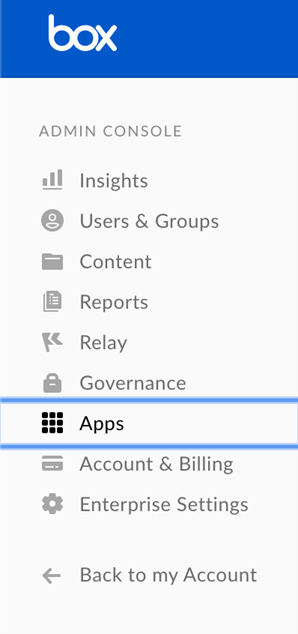 box
ADMIN CONSOLE
Insights
Users & Groups
Content
Reports
Relay
Governance
Apps
Account & Billing
Enterprise Settings
Back to my Account